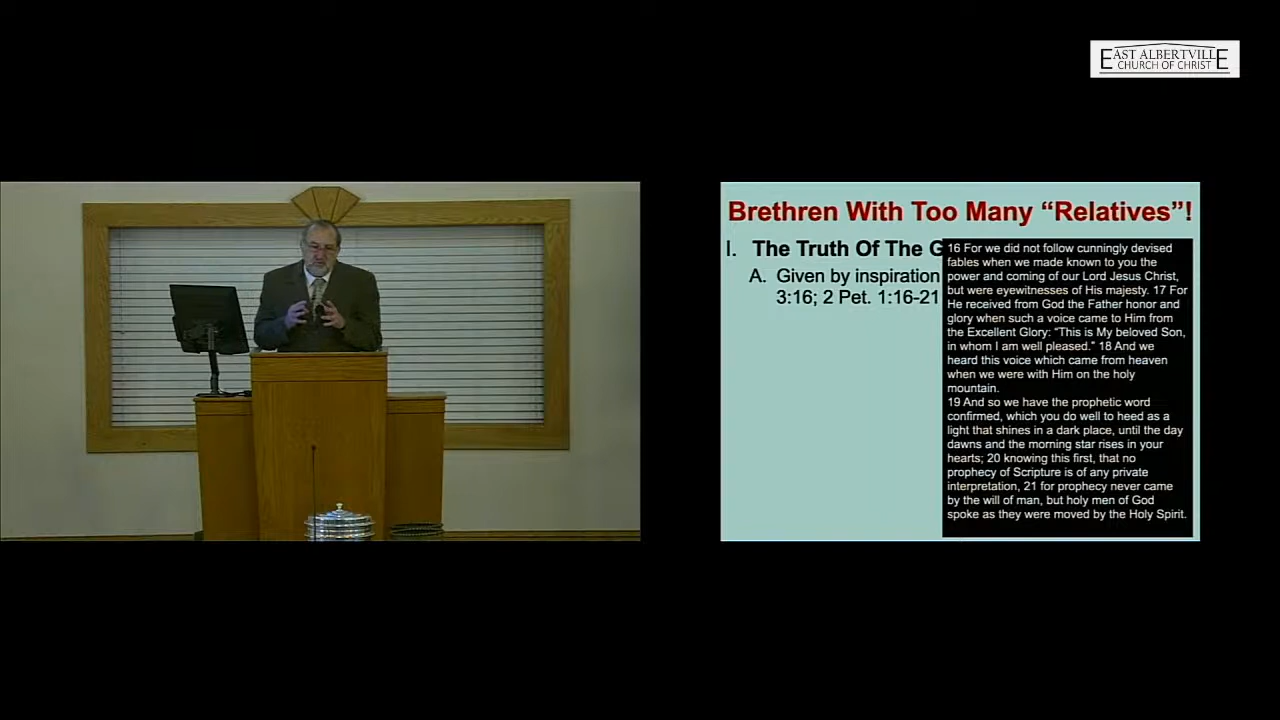 EAST ALBERTVILLE
CHURCH OF CHRIST
Brethren With Too Many “Relatives”!
I. The Truth Of The G
A. Given by inspiration
3:16; 2 Pet. 1:16-21
16 For we did not follow cunningly devised
fables when we made known to you the
power and coming of our Lord Jesus Christ,
but were eyewitnesses of His majesty. 17 For
He received from God the Father honor and
glory when such a voice came to Him from
the Excellent Glory: “This is My beloved Son,
in whom I am well pleased.” 18 And we
heard this voice which came from heaven
when we were with Him on the holy
mountain.
19 And so we have the prophetic word
confirmed, which you do well to heed as a
light that shines in a dark place, until the day
dawns and the morning star rises in your
hearts; 20 knowing this first, that no
prophecy of Scripture is of any private
interpretation, 21 for prophecy never came
by the will of man, but holy men of God
spoke as they were moved by the Holy Spirit.